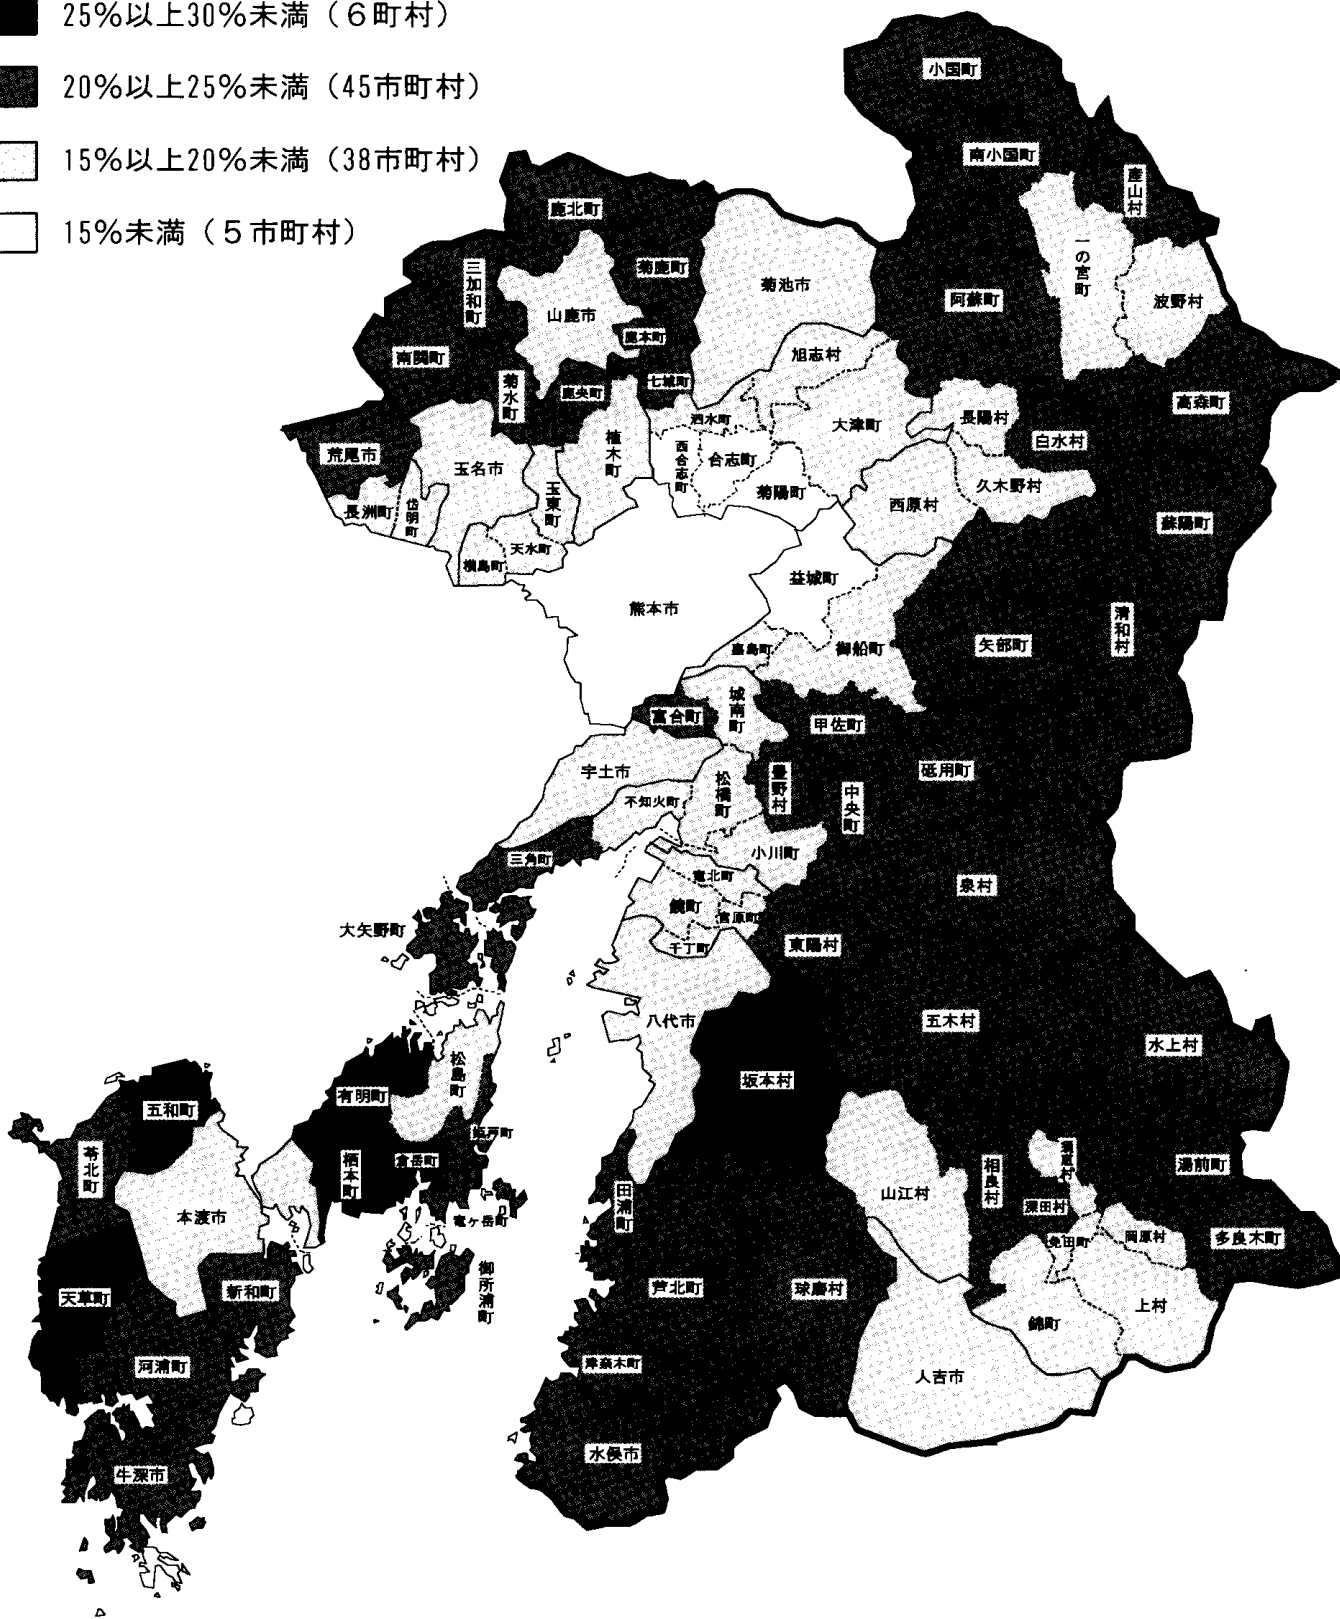 25%以上30%未満（6町村）
20%以上25%未満（45市町村）
15%以上20%未満（38市町村）
15%未満（5市町村）
小国町
南小国町
産山村
鹿北町
菊鹿町
三加和町
山鹿市
菊池市
阿蘇町
一の宮町
波野村
鹿本町
南関町
旭志村
菊水町
鹿央町
七城町
高森町
長陽村
白水村
泗水町
大津町
荒尾市
玉名市
植木町
西合志町
合志町
菊陽町
久木野村
西原村
長洲町
岱明町
玉東町
蘇陽町
横島町
天水町
益城町
熊本市
清和村
矢部町
嘉島町
御船町
城南町
富合町
甲佐町
砥用町
宇土市
松橋町
豊野村
中央町
不知火町
三角町
小川町
竜北町
泉村
鏡町
宮原町
大矢野町
千丁町
東陽村
八代市
五木村
水上村
松島町
坂本村
有明町
五和町
姫戸町
苓北町
栖本町
倉岳町
相良村
湯前町
山江村
田浦町
深田村
本渡市
竜ヶ岳町
免田町
岡原村
多良木町
新和町
御所浦町
天草町
芦北町
球磨村
上村
錦町
河浦町
津奈木町
人吉市
水俣市
牛深市